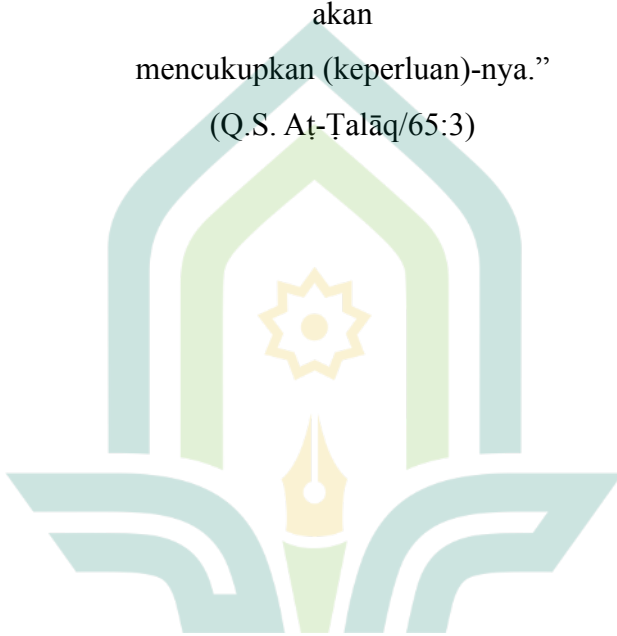 akan
mencukupkan (keperluan)-nya.”
(Q.S. Aṭ-Ṭalāq/65:3)